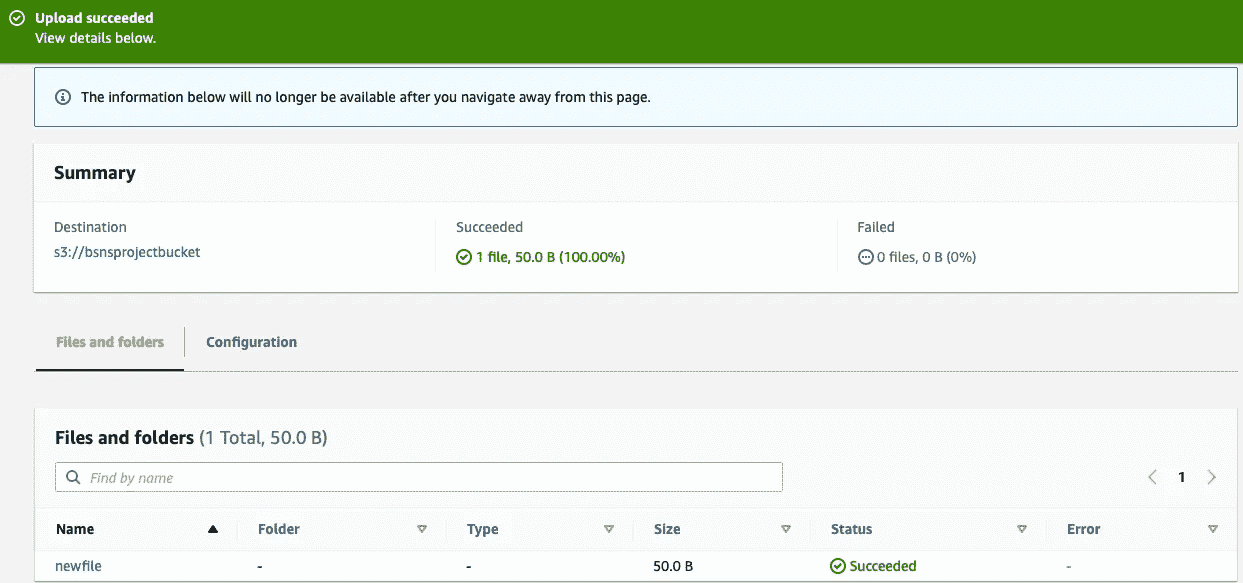 Upload succeeded
View details below.
The information below will no longer be available after you navigate away from this page.
Summary
Destination Succeeded Failed
s3://bsnsprojectbucket 1 file, 50.0 B (100.00%) 0 files, 0 B (0%)
Files and folders Configuration
Files and folders (1 Total, 50.0 B)
Find by name 1
Name Folder Type Size Status Error
newfile - - 50.0 B Succeeded -